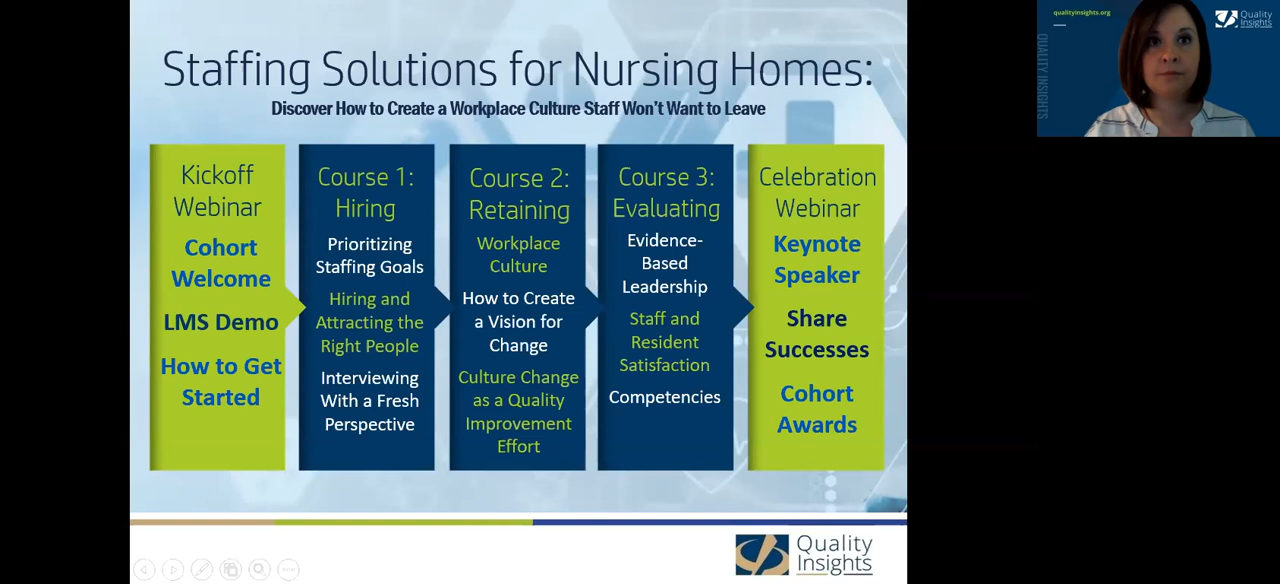 Staffing Solutions for Nursing Homes:
Discover How to Create a Workplace Culture Staff Won't Want to Leave
Kickoff
Webinar
Cohort
Welcome
LMS Demo
How to Get
Started
Course 1:
Hiring
Prioritizing
Staffing Goals
Hiring and
Attracting the
Right People
Interviewing
With a Fresh
Perspective
Course 2:
Retaining
Workplace
Culture
How to Create
a Vision for
Change
Culture Change
as a Quality
Improvement
Effort
Course 3:
Evaluating
Evidence-
Based
Leadership
Staff and
Resident
Satisfaction
Competencies
Celebration
Webinar
Keynote
Speaker
Share
Successes
Cohort
Awards
Quality
Insights
qualityinsights.org
QUALITY INSIGHTS
Quality
Insights